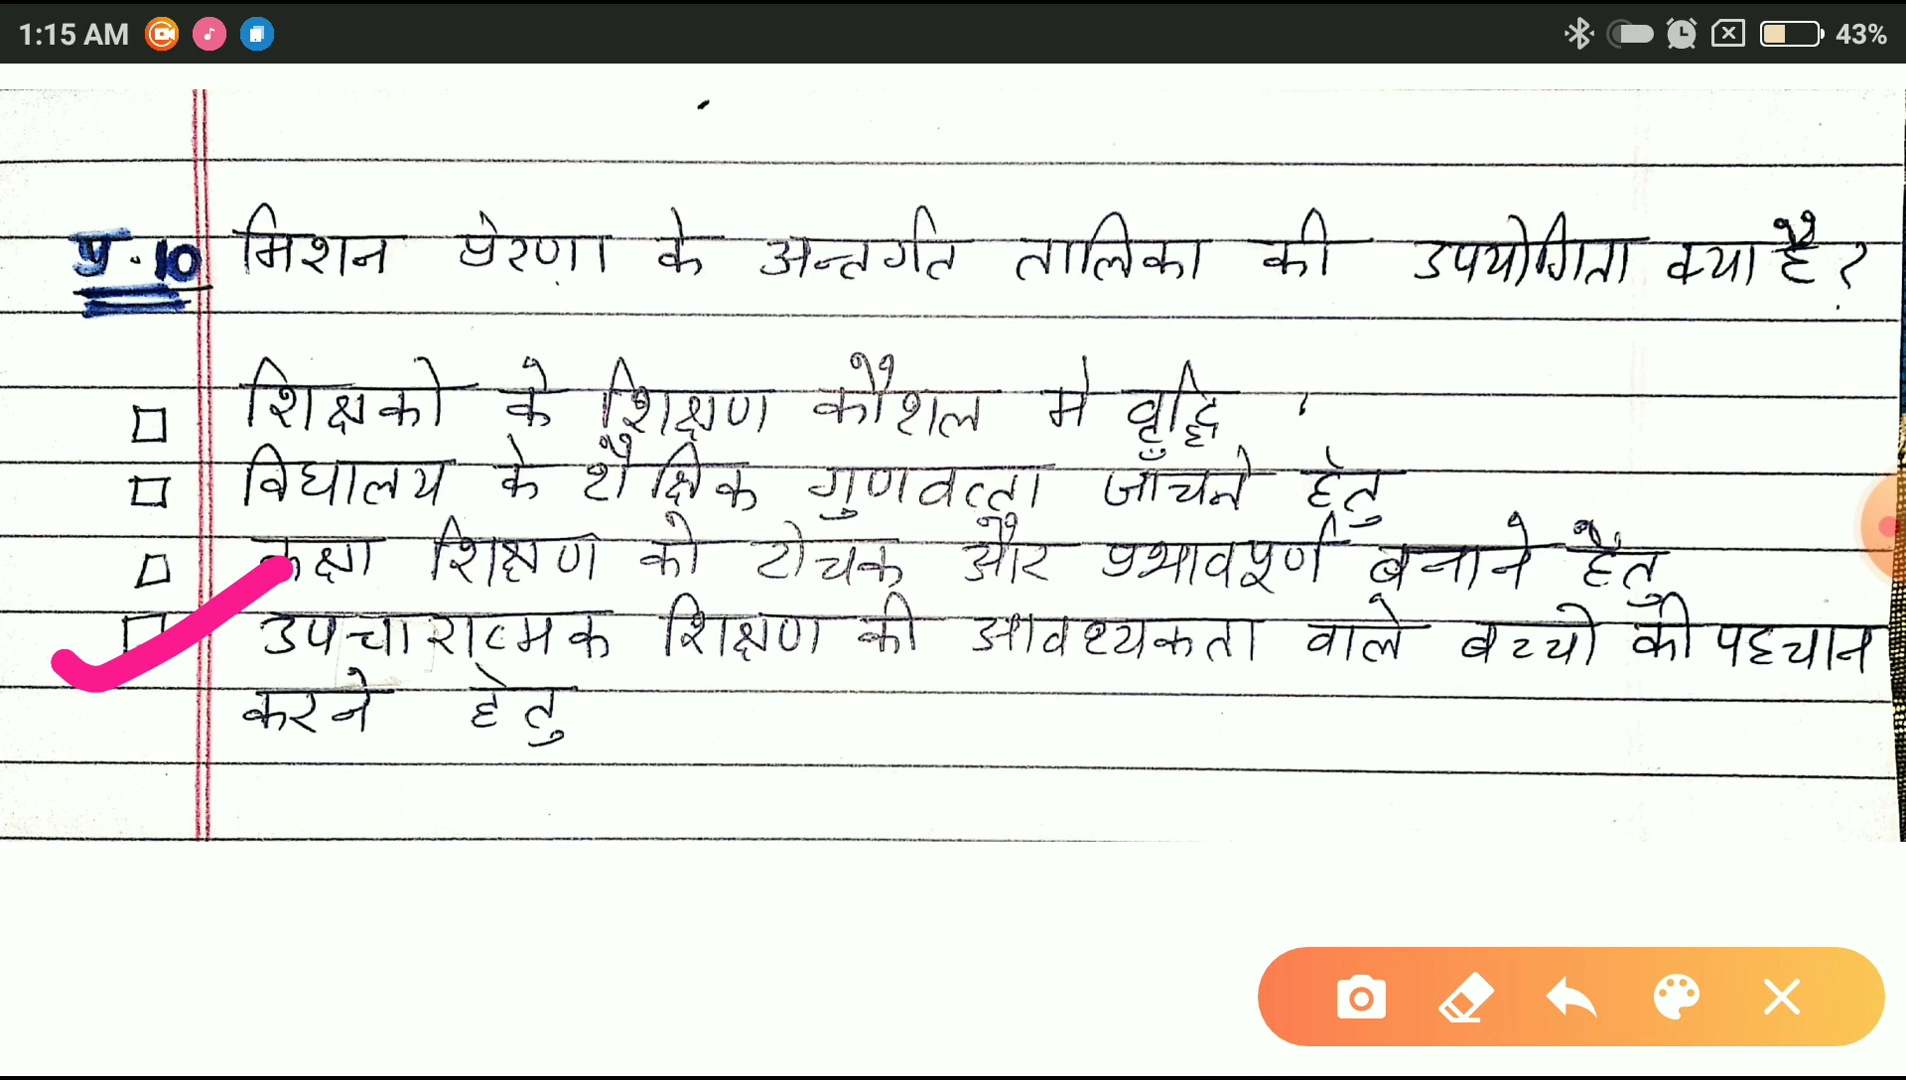 1:15 AM 43%
प्र.10 मिशन प्रेरणा के अन्तर्गत तालिका की उपयोगिता क्या है?
शिक्षको के शिक्षण कौशल मे वृद्धि
विद्यालय के शैक्षिक गुणवत्ता जाँचने हेतु
कक्षा शिक्षण को रोचक और प्रभावपूर्ण बनाने हेतु
उपचारात्मक शिक्षण की आवश्यकता वाले बच्चो की पहचान
करने हेतु